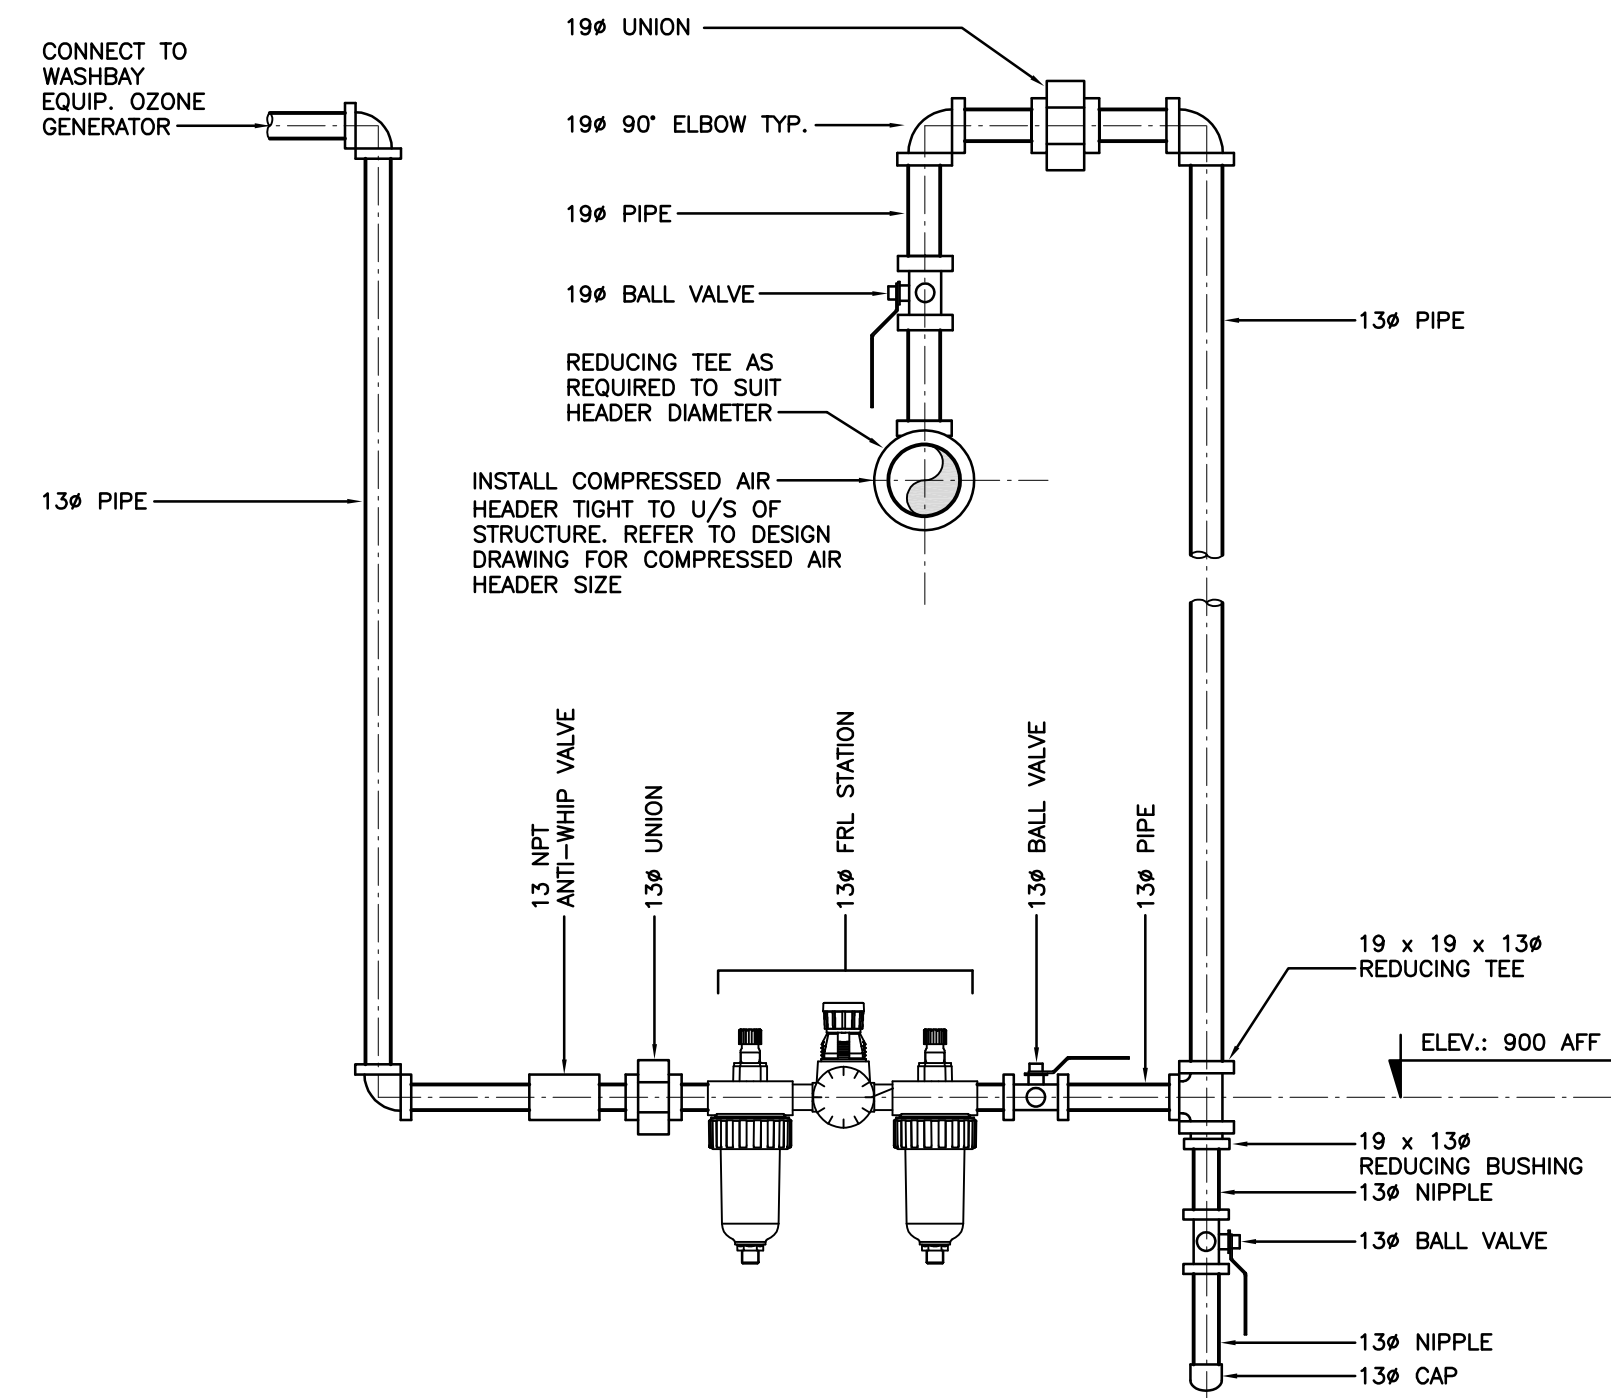 CONNECT TO
WASHBAY
EQUIP. OZONE
GENERATOR
19ø UNION
19ø 90° ELBOW TYP.
19ø PIPE
19ø BALL VALVE
REDUCING TEE AS
REQUIRED TO SUIT
HEADER DIAMETER
INSTALL COMPRESSED AIR
HEADER TIGHT TO U/S OF
STRUCTURE. REFER TO DESIGN
DRAWING FOR COMPRESSED AIR
HEADER SIZE
13ø PIPE
13ø PIPE
13 NPT
ANTI-WHIP VALVE
13ø UNION
13ø FRL STATION
13ø BALL VALVE
13ø PIPE
19 x 19 x 13ø
REDUCING TEE
ELEV.: 900 AFF
19 x 13ø
REDUCING BUSHING
13ø NIPPLE
13ø BALL VALVE
13ø NIPPLE
13ø CAP